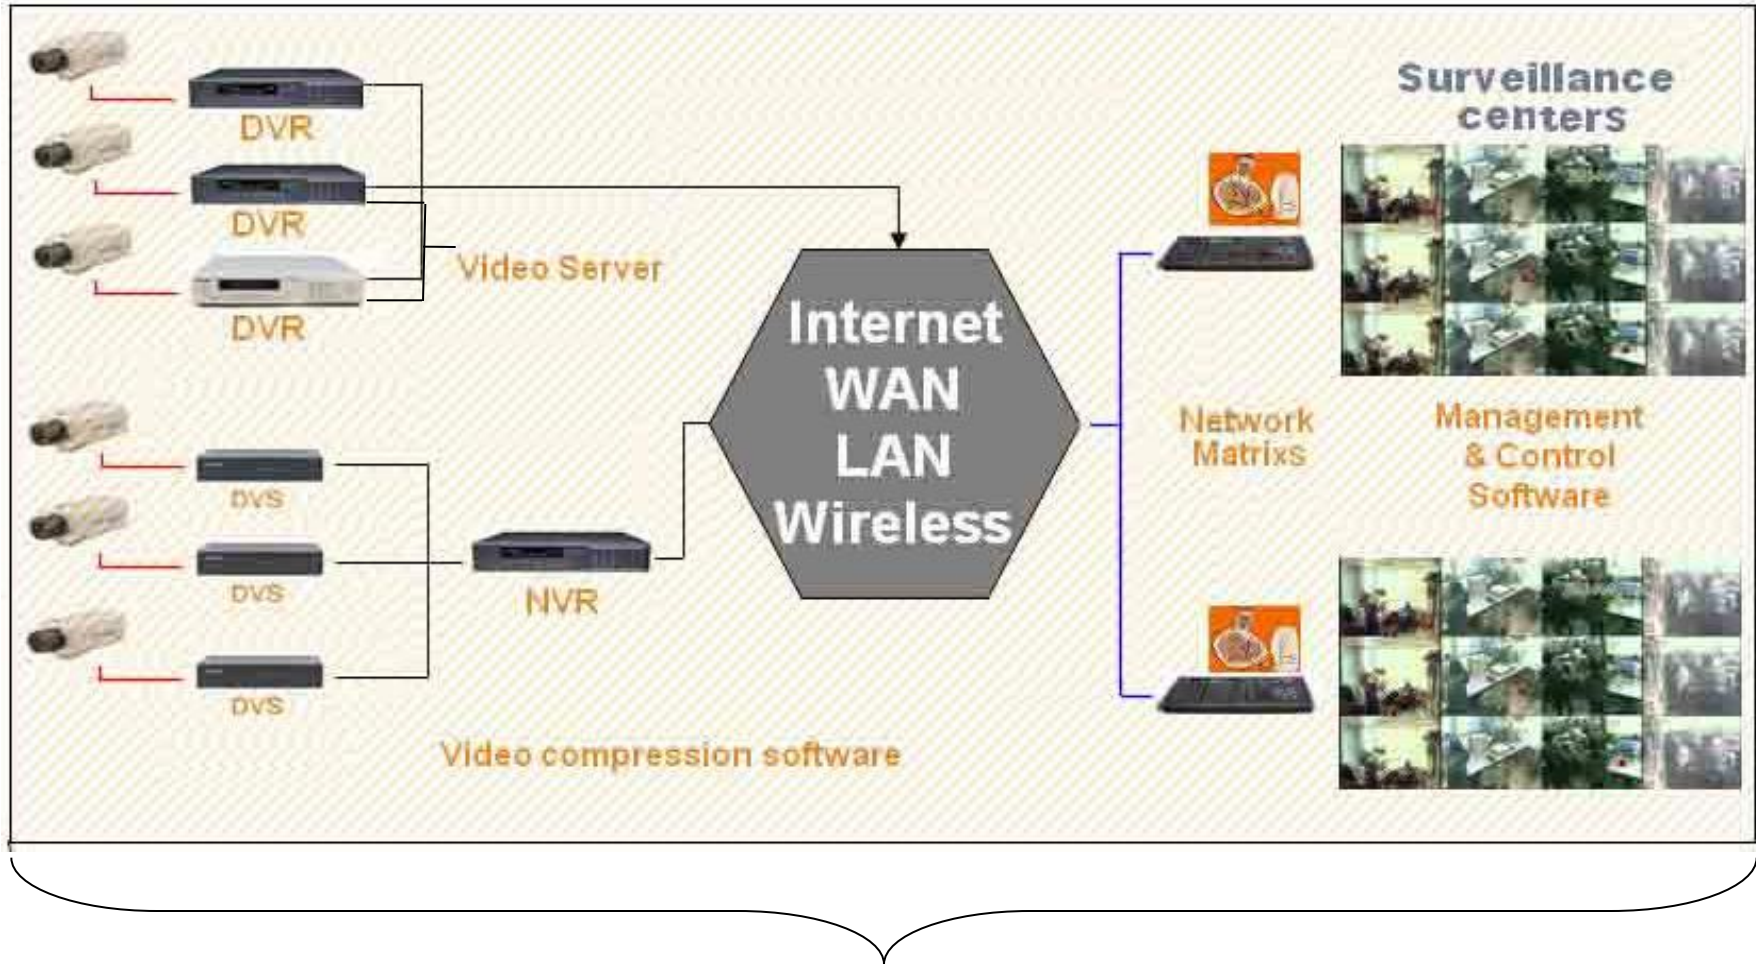 Surveillance
centers
DVR
DVR
Video Server
DVR
Internet
WAN
LAN
Wireless
Network
Matrixs
Management
& Control
Software
DVS
DVS
NVR
DVS
Video compression software